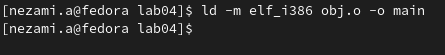 [nezami.a@fedora lab04]$ ld -m elf_i386 obj.o -o main
[nezami.a@fedora lab04]$